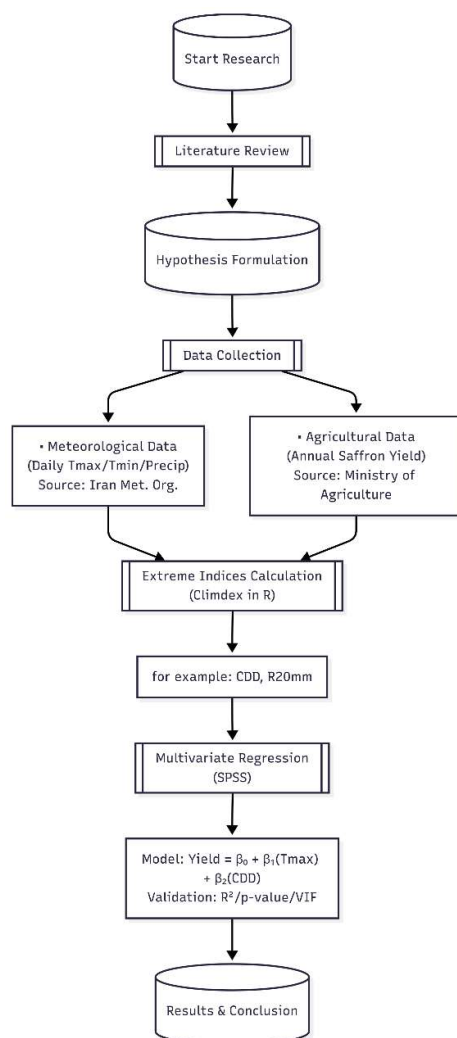 Start Research
Literature Review
Hypothesis Formulation
Data Collection
• Meteorological Data
(Daily Tmax/Tmin/Precip)
Source: Iran Met. Org.
• Agricultural Data
(Annual Saffron Yield)
Source: Ministry of
Agriculture
Extreme Indices Calculation
(Climdex in R)
for example: CDD, R20mm
Multivariate Regression
(SPSS)
Model: Yield = β₀ + β₁(Tmax)
+ β₂(CDD)
Validation: R²/p-value/VIF
Results & Conclusion